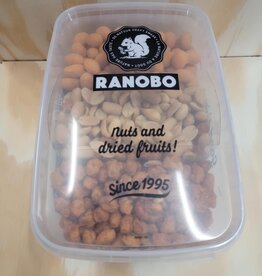 RANOBO
nuts and
dried fruits!
Since 1995